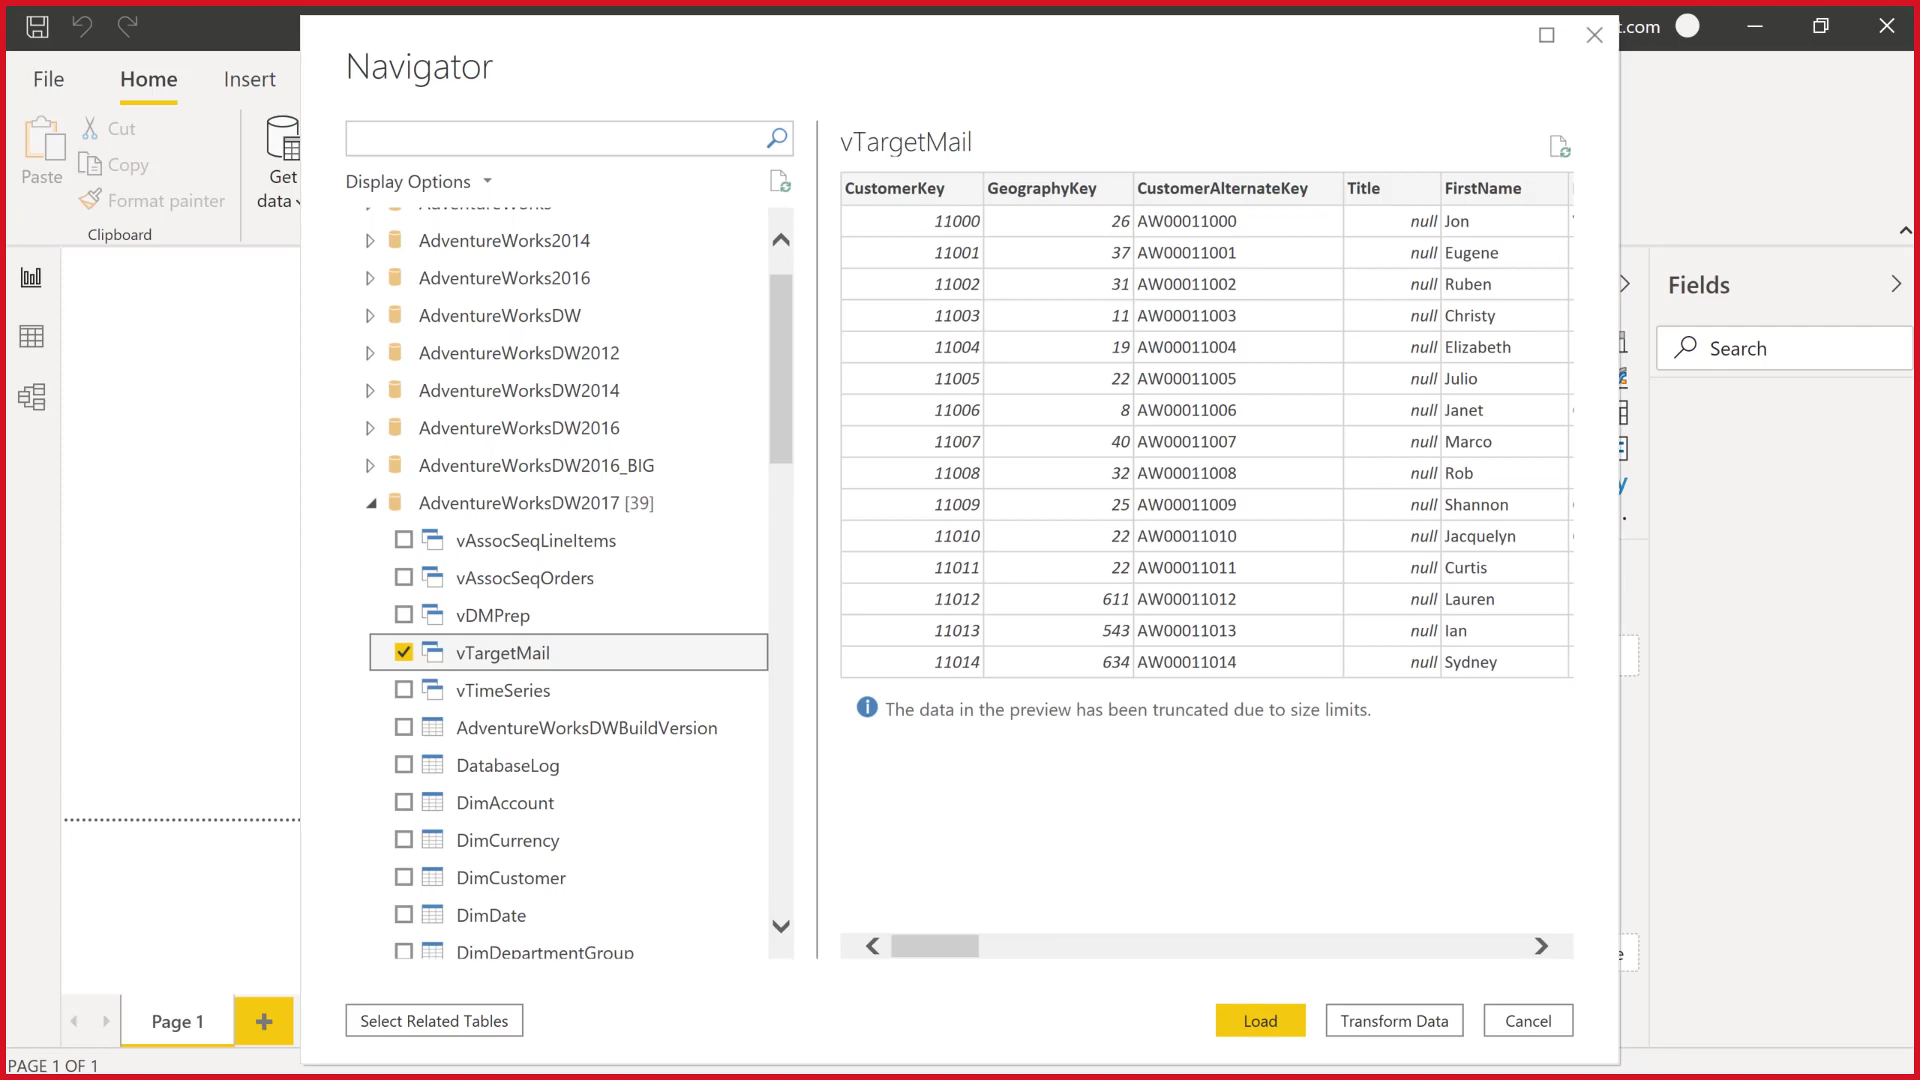 t.com
File Home Insert
Navigator
Cut
Copy
Paste
Format painter
Clipboard
Get
data
Display Options
AdventureWorks
AdventureWorks2014
AdventureWorks2016
AdventureWorksDW
AdventureWorksDW2012
AdventureWorksDW2014
AdventureWorksDW2016
AdventureWorksDW2016_BIG
AdventureWorksDW2017 [39]
vAssocSeqLineItems
vAssocSeqOrders
vDMPrep
vTargetMail
vTimeSeries
AdventureWorksDWBuildVersion
DatabaseLog
DimAccount
DimCurrency
DimCustomer
DimDate
DimDepartmentGroup
vTargetMail
CustomerKey GeographyKey CustomerAlternateKey Title FirstName
11000 26 AW00011000 null Jon
11001 37 AW00011001 null Eugene
11002 31 AW00011002 null Ruben
11003 11 AW00011003 null Christy
11004 19 AW00011004 null Elizabeth
11005 22 AW00011005 null Julio
11006 8 AW00011006 null Janet
11007 40 AW00011007 null Marco
11008 32 AW00011008 null Rob
11009 25 AW00011009 null Shannon
11010 22 AW00011010 null Jacquelyn
11011 22 AW00011011 null Curtis
11012 611 AW00011012 null Lauren
11013 543 AW00011013 null Ian
11014 634 AW00011014 null Sydney
The data in the preview has been truncated due to size limits.
Fields
Search
Select Related Tables Load Transform Data Cancel
Page 1
PAGE 1 OF 1